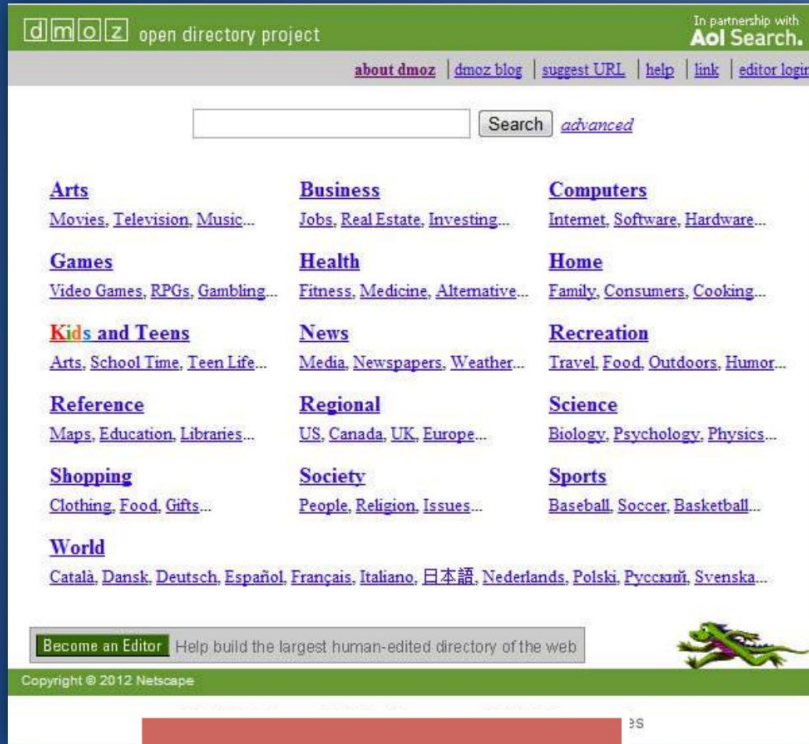 dmoz open directory project
In partnership with
Aol Search.
about dmoz | dmoz blog | suggest URL | help | link | editor login
Search advanced
Arts Business Computers
Movies, Television, Music... Jobs, Real Estate, Investing... Internet, Software, Hardware...
Games Health Home
Video Games, RPGs, Gambling... Fitness, Medicine, Alternative... Family, Consumers, Cooking...
Kids and Teens News Recreation
Arts, School Time, Teen Life... Media, Newspapers, Weather... Travel, Food, Outdoors, Humor...
Reference Regional Science
Maps, Education, Libraries... US, Canada, UK, Europe... Biology, Psychology, Physics...
Shopping Society Sports
Clothing, Food, Gifts... People, Religion, Issues... Baseball, Soccer, Basketball...
World
Català, Dansk, Deutsch, Español, Français, Italiano, 日本語, Nederlands, Polski, Русский, Svenska...
Become an Editor Help build the largest human-edited directory of the web
Copyright © 2012 Netscape